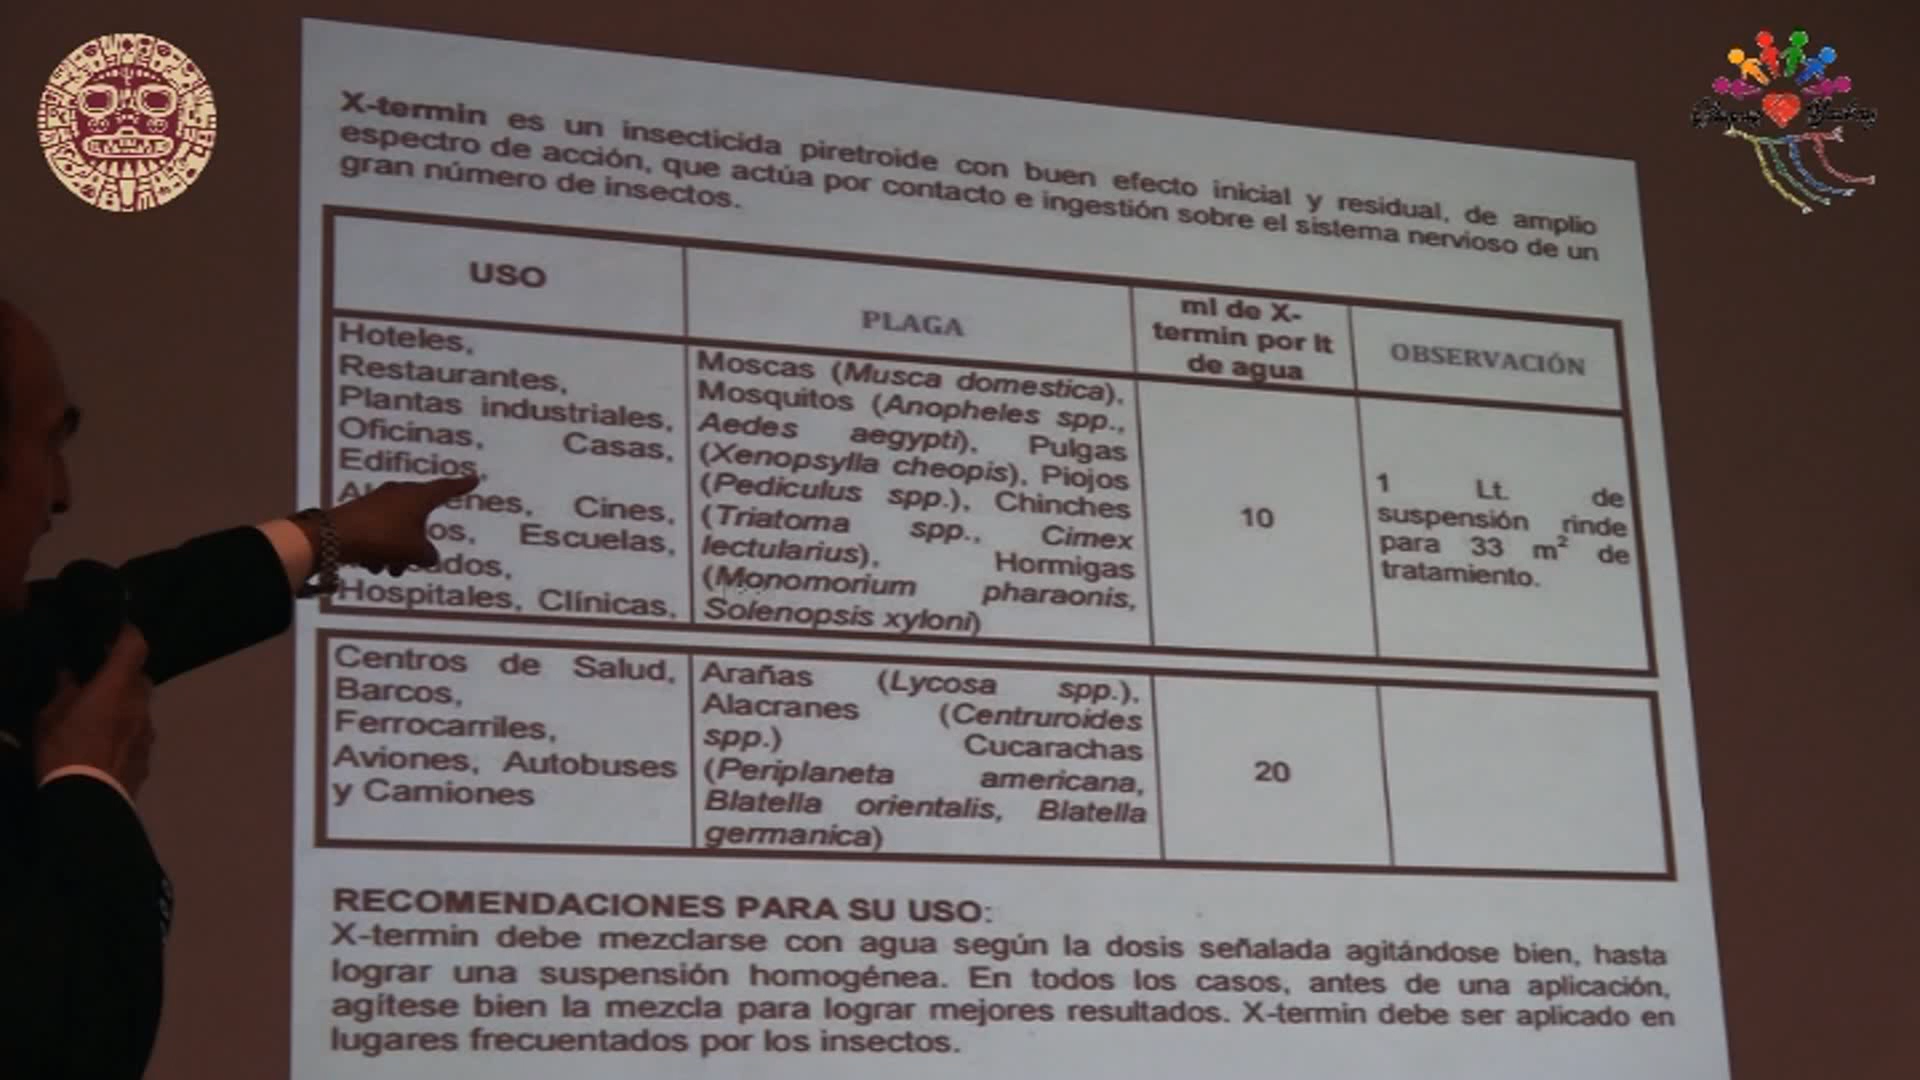 X-termin es un insecticida piretroide con buen efecto inicial y residual, de amplio
espectro de acción, que actúa por contacto e ingestión sobre el sistema nervioso de un
gran número de insectos.
USO
PLAGA
ml de X-
termin por lt
de agua
OBSERVACIÓN
Hoteles,
Restaurantes,
Plantas industriales,
Oficinas, Casas,
Edificios,
Cines,
Escuelas,
Hospitales, Clínicas,
Moscas (Musca domestica),
Mosquitos (Anopheles spp.,
Aedes aegypti), Pulgas
(Xenopsylla cheopis), Piojos
(Pediculus spp.), Chinches
(Triatoma spp., Cimex
lectularius), Hormigas
(Monomorium pharaonis,
Solenopsis xyloni)
10
1 Lt. de
suspensión rinde
para 33 m² de
tratamiento.
Centros de Salud,
Barcos,
Ferrocarriles,
Aviones, Autobuses
y Camiones
Arañas (Lycosa spp.),
Alacranes (Centruroides
spp.) Cucarachas
(Periplaneta americana,
Blatella orientalis, Blatella
germanica)
20
RECOMENDACIONES PARA SU USO:
X-termin debe mezclarse con agua según la dosis señalada agitándose bien, hasta
lograr una suspensión homogénea. En todos los casos, antes de una aplicación,
agítese bien la mezcla para lograr mejores resultados. X-termin debe ser aplicado en
lugares frecuentados por los insectos.